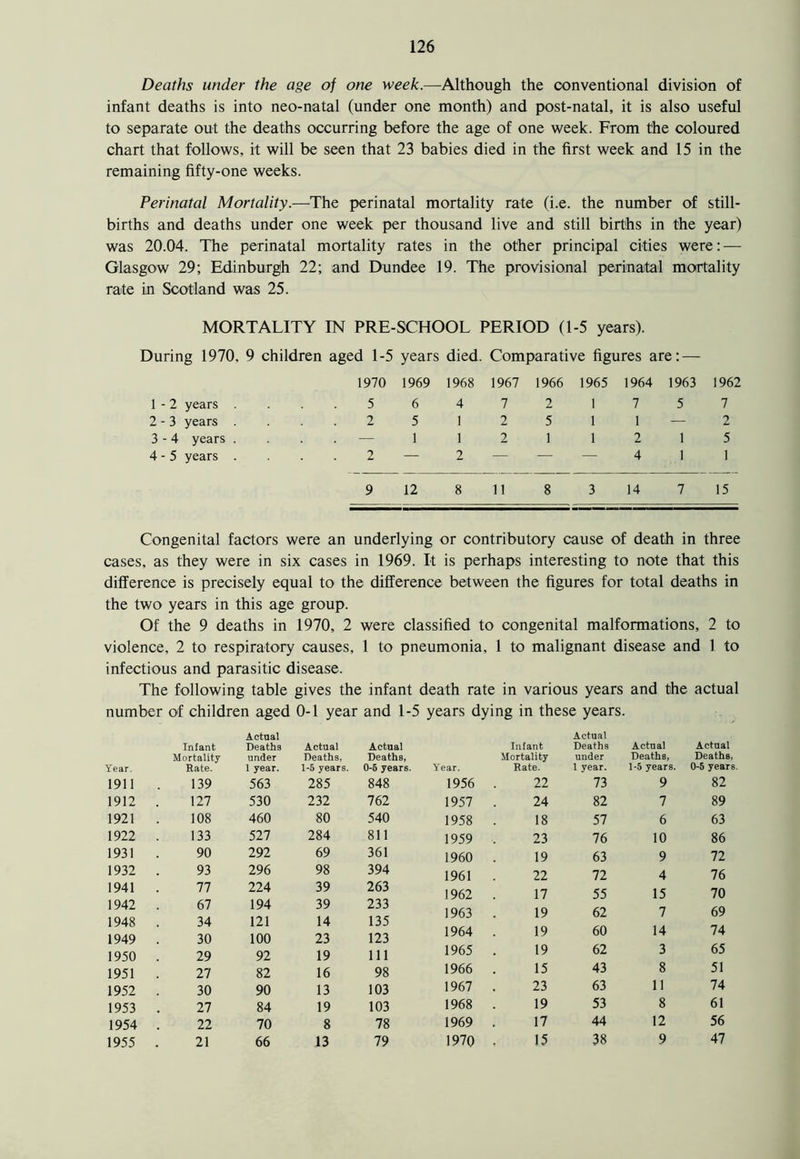 126
Deaths under the age of one week.—Although the conventional division of
infant deaths is into neo-natal (under one month) and post-natal, it is also useful
to separate out the deaths occurring before the age of one week. From the coloured
chart that follows, it will be seen that 23 babies died in the first week and 15 in the
remaining fifty-one weeks.
Perinatal Mortality.—The perinatal mortality rate (i.e. the number of still-
births and deaths under one week per thousand live and still births in the year)
was 20.04. The perinatal mortality rates in the other principal cities were:—
Glasgow 29; Edinburgh 22; and Dundee 19. The provisional perinatal mortality
rate in Scotland was 25.
MORTALITY IN PRE-SCHOOL PERIOD (1-5 years).
During 1970, 9 children aged 1-5 years died. Comparative figures are:—
1970 1969 1968 1967 1966 1965 1964 1963 1962
1 - 2 years . . . . 5 6 4 7 2 1 7 5 7
2 - 3 years . . . . 2 5 1 2 5 1 1 — 2
3 - 4 years . . . . — 1 1 2 1 1 2 1 5
4 - 5 years . . . . 2 — 2 — — — 4 1 1
9 12 8 11 8 3 14 7 15
Congenital factors were an underlying or contributory cause of death in three
cases, as they were in six cases in 1969. It is perhaps interesting to note that this
difference is precisely equal to the difference between the figures for total deaths in
the two years in this age group.
Of the 9 deaths in 1970, 2 were classified to congenital malformations, 2 to
violence, 2 to respiratory causes, 1 to pneumonia, 1 to malignant disease and 1 to
infectious and parasitic disease.
The following table gives the infant death rate in various years and the actual
number of children aged 0-1 year and 1-5 years dying in these years.
Year. Infant Mortality Rate. Actual Deaths under 1 year. Actual Deaths, 1-5 years. Actual Deaths, 0-5 years.
1911 . 139 563 285 848
1912 . 127 530 232 762
1921 . 108 460 80 540
1922 . 133 527 284 811
1931 . 90 292 69 361
1932 . 93 296 98 394
1941 . 77 224 39 263
1942 . 67 194 39 233
1948 . 34 121 14 135
1949 . 30 100 23 123
1950 . 29 92 19 111
1951 . 27 82 16 98
1952 . 30 90 13 103
1953 . 27 84 19 103
1954 . 22 70 8 78
1955 . 21 66 13 79
Year. Infant Mortality Rate. Actual Deaths under 1 year. Actual Deaths, 1-5 years. Actual Deaths, 0-5 years.
1956 . 22 73 9 82
1957 . 24 82 7 89
1958 . 18 57 6 63
1959 . 23 76 10 86
1960 . 19 63 9 72
1961 . 22 72 4 76
1962 . 17 55 15 70
1963 . 19 62 7 69
1964 . 19 60 14 74
1965 . 19 62 3 65
1966 . 15 43 8 51
1967 . 23 63 11 74
1968 . 19 53 8 61
1969 . 17 44 12 56
1970 . 15 38 9 47